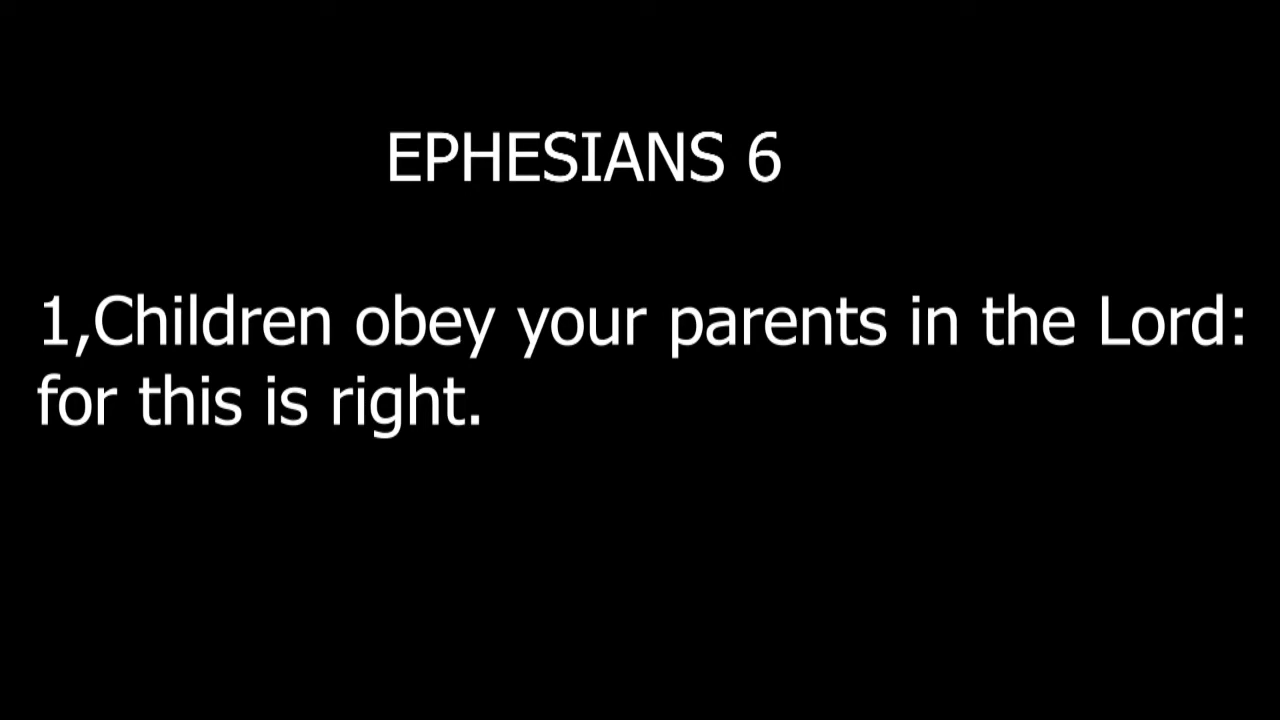 EPHESIANS 6
1,Children obey your parents in the Lord:
for this is right.